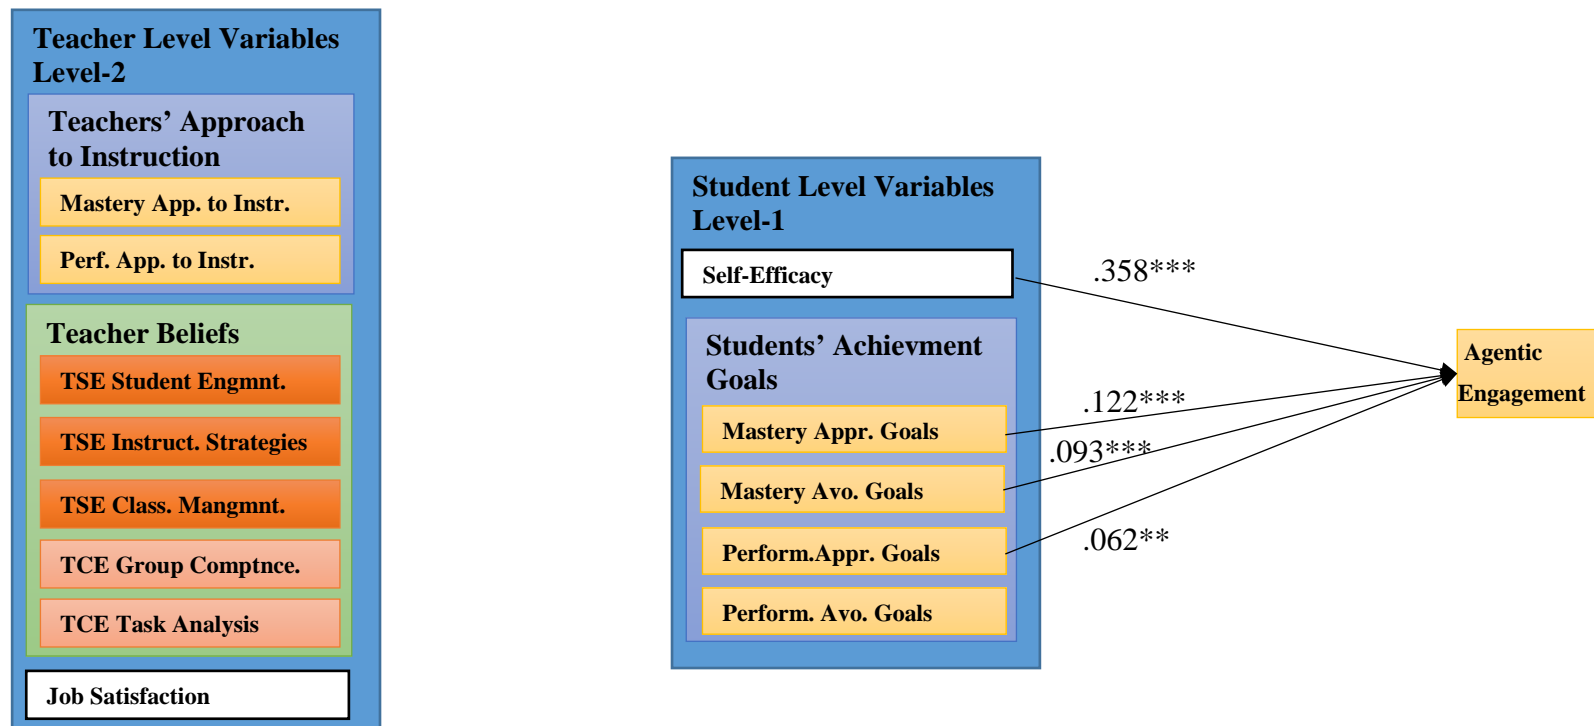 Teacher Level Variables
Level-2
Teachers’ Approach
to Instruction
Mastery App. to Instr.
Perf. App. to Instr.
Teacher Beliefs
TSE Student Engmnt.
TSE Instruct. Strategies
TSE Class. Mangmnt.
TCE Group Comptnce.
TCE Task Analysis
Job Satisfaction
Student Level Variables
Level-1
Self-Efficacy
Students’ Achievment
Goals
Mastery Appr. Goals
Mastery Avo. Goals
Perform.Appr. Goals
Perform. Avo. Goals
.358***
.122***
.093***
.062**
Agentic
Engagement